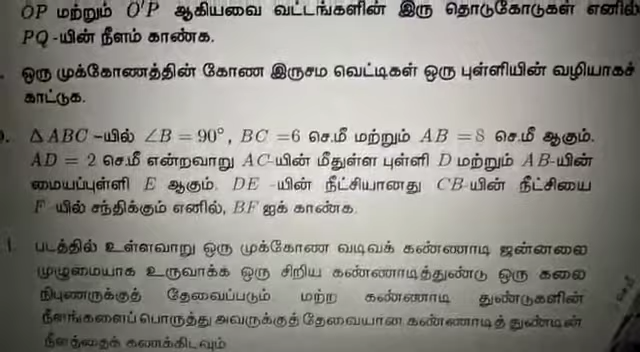 OP மற்றும் O'P ஆகியவை வட்டங்களின் இரு தொடுகோடுகள் எனில்
PQ -யின் நீளம் காண்க.
ஒரு முக்கோணத்தின் கோண இருசம வெட்டிகள் ஒரு புள்ளியின் வழியாகச்
காட்டுக.
Δ ABC –யில் ∠B = 90°, BC = 6 செ.மீ மற்றும் AB = 8 செ.மீ ஆகும்.
AD = 2 செ.மீ என்றவாறு AC-யின் மீதுள்ள புள்ளி D மற்றும் AB-யின்
மையப்புள்ளி E ஆகும். DE -யின் நீட்சியானது CB-யின் நீட்சியை
F -யில் சந்திக்கும் எனில், BF ஐக் காண்க.
படத்தில் உள்ளவாறு ஒரு முக்கோண வடிவக் கண்ணாடி ஜன்னலை
முழுமையாக உருவாக்க ஒரு சிறிய கண்ணாடித்துண்டு ஒரு கலை
நிபுணருக்குத் தேவைப்படும் மற்ற கண்ணாடி துண்டுகளின்
நீளங்களைப் பொருத்து அவருக்குத் தேவையான கண்ணாடித் துண்டின்
நீளத்தைக் கணக்கிடவும்